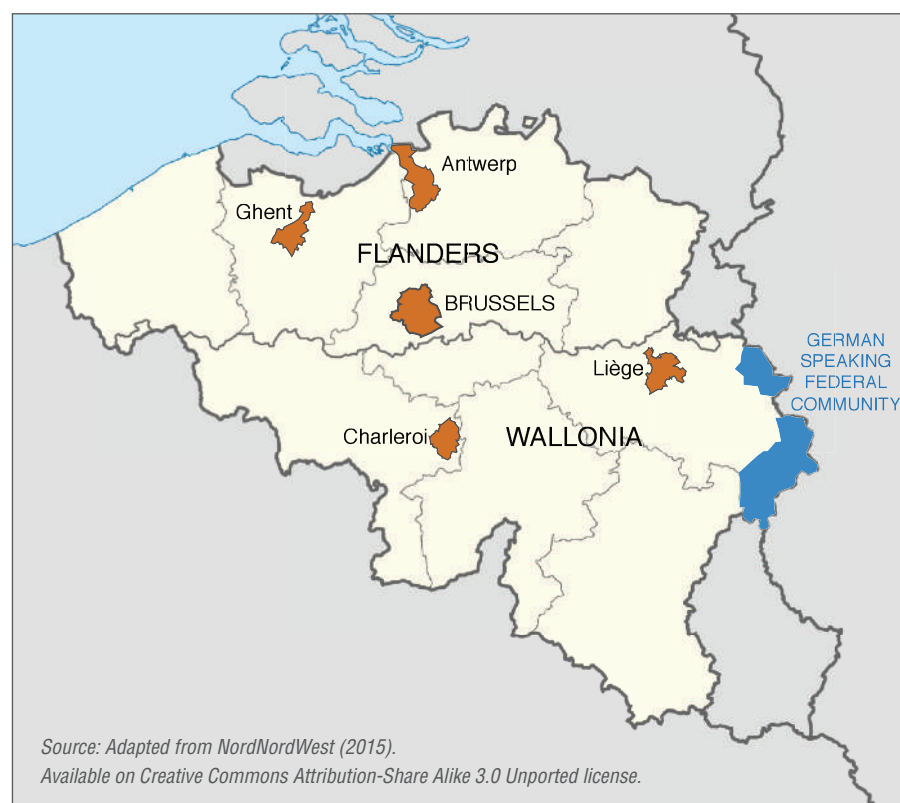 Antwerp
Ghent
FLANDERS
BRUSSELS
GERMAN
SPEAKING
FEDERAL
COMMUNITY
Liège
Charleroi
WALLONIA
Source: Adapted from NordNordWest (2015).
Available on Creative Commons Attribution-Share Alike 3.0 Unported license.